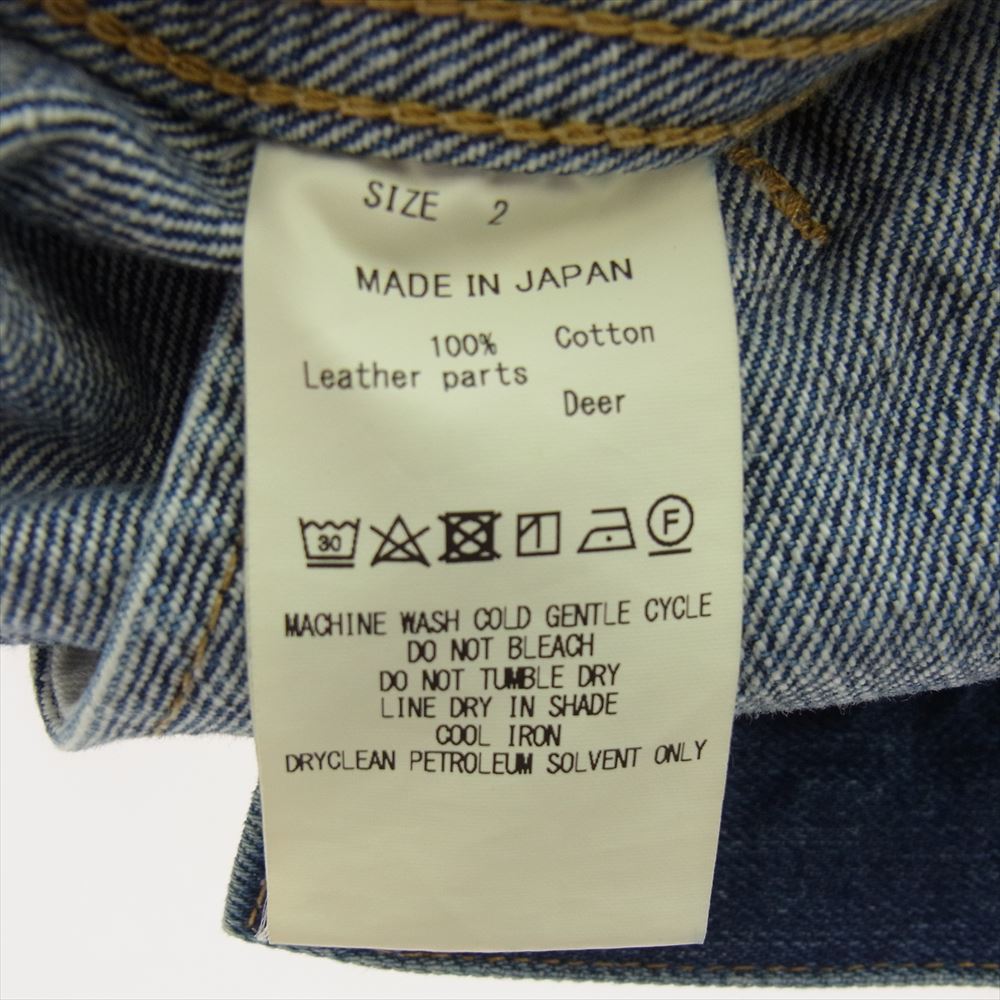 SIZE 2
MADE IN JAPAN
100% Cotton
Leather parts
Deer
30 F
MACHINE WASH COLD GENTLE CYCLE
DO NOT BLEACH
DO NOT TUMBLE DRY
LINE DRY IN SHADE
COOL IRON
DRYCLEAN PETROLEUM SOLVENT ONLY